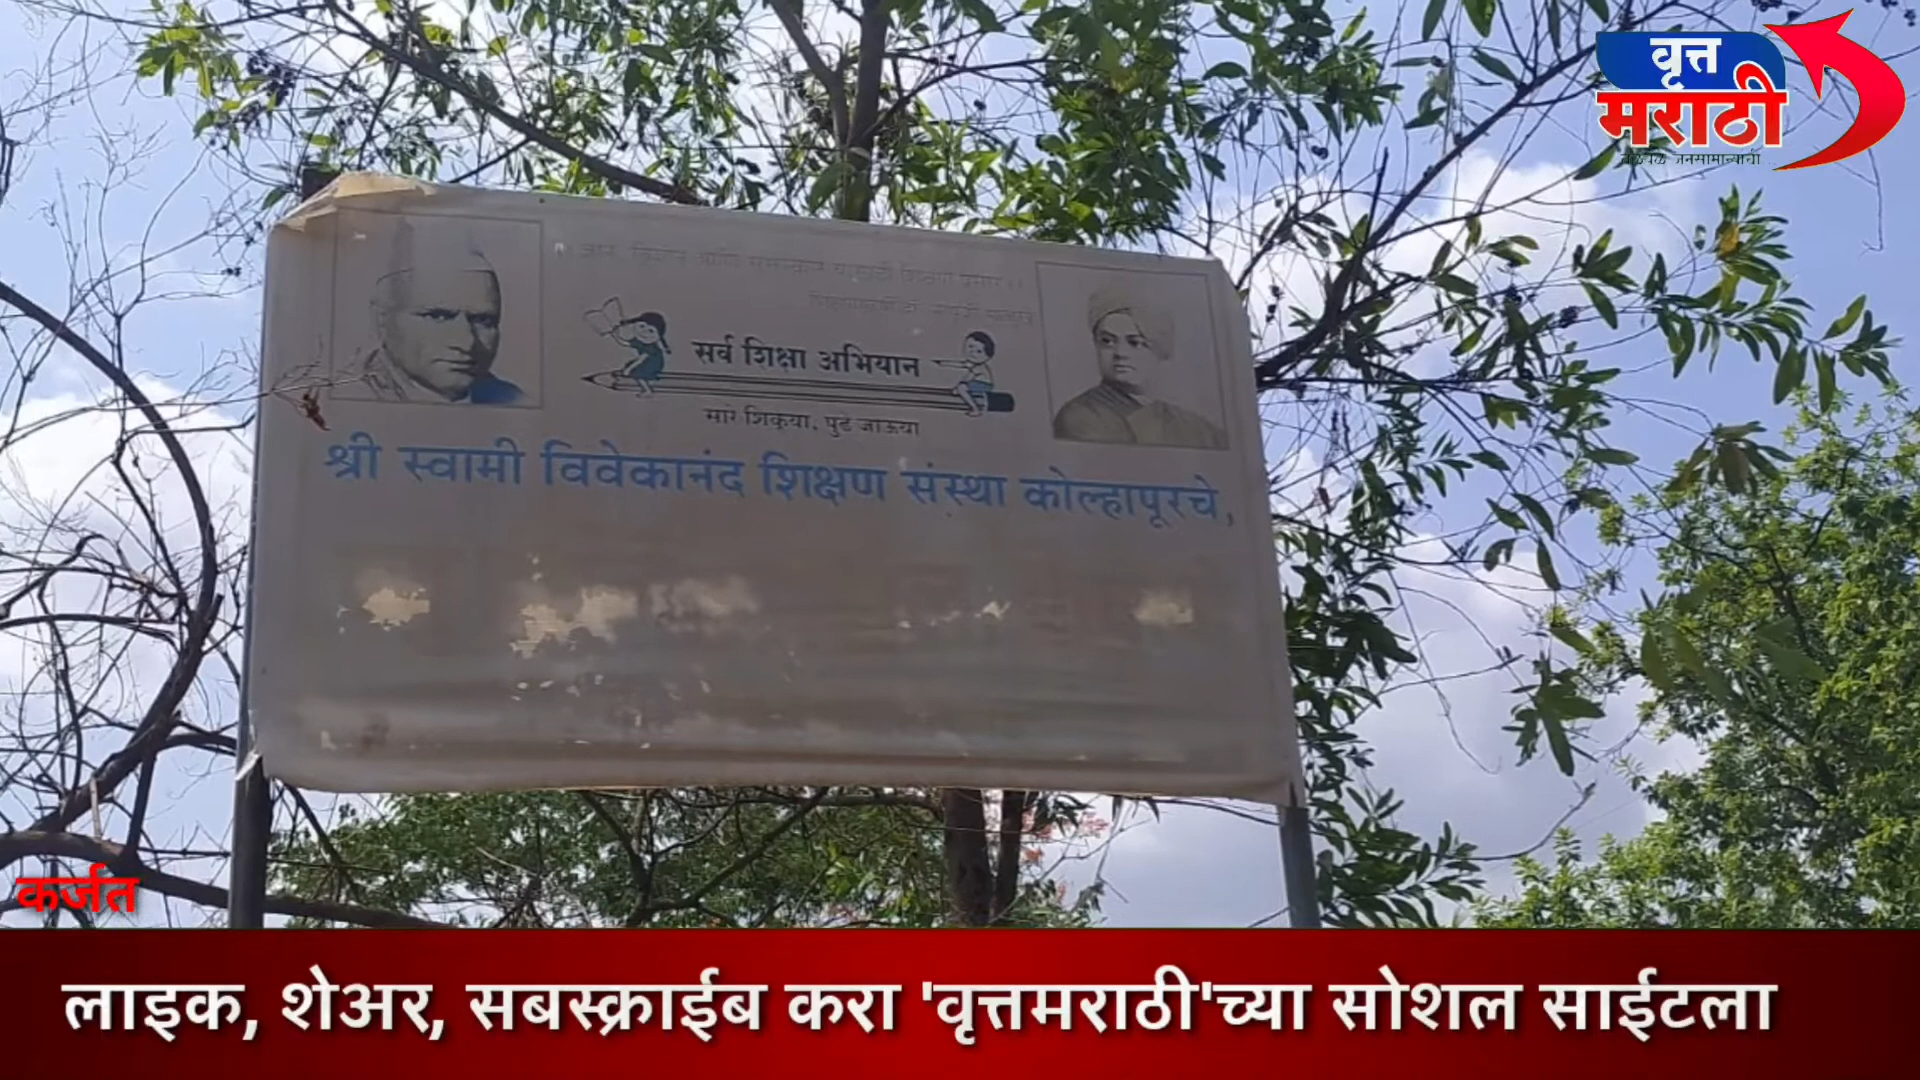 वृत्त
मराठी
सर्व शिक्षा अभियान
सारे शिकूया, पुढे जाऊया
श्री स्वामी विवेकानंद शिक्षण संस्था कोल्हापूरचे,
कर्जत
लाइक, शेअर, सबस्क्राईब करा 'वृत्तमराठी'च्या सोशल साईटला